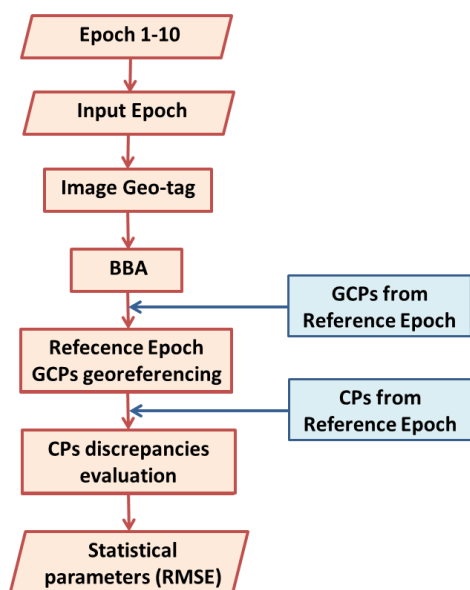 Epoch 1-10
Input Epoch
Image Geo-tag
BBA
GCPs from
Reference Epoch
Refecence Epoch
GCPs georeferencing
CPs from
Reference Epoch
CPs discrepancies
evaluation
Statistical
parameters (RMSE)